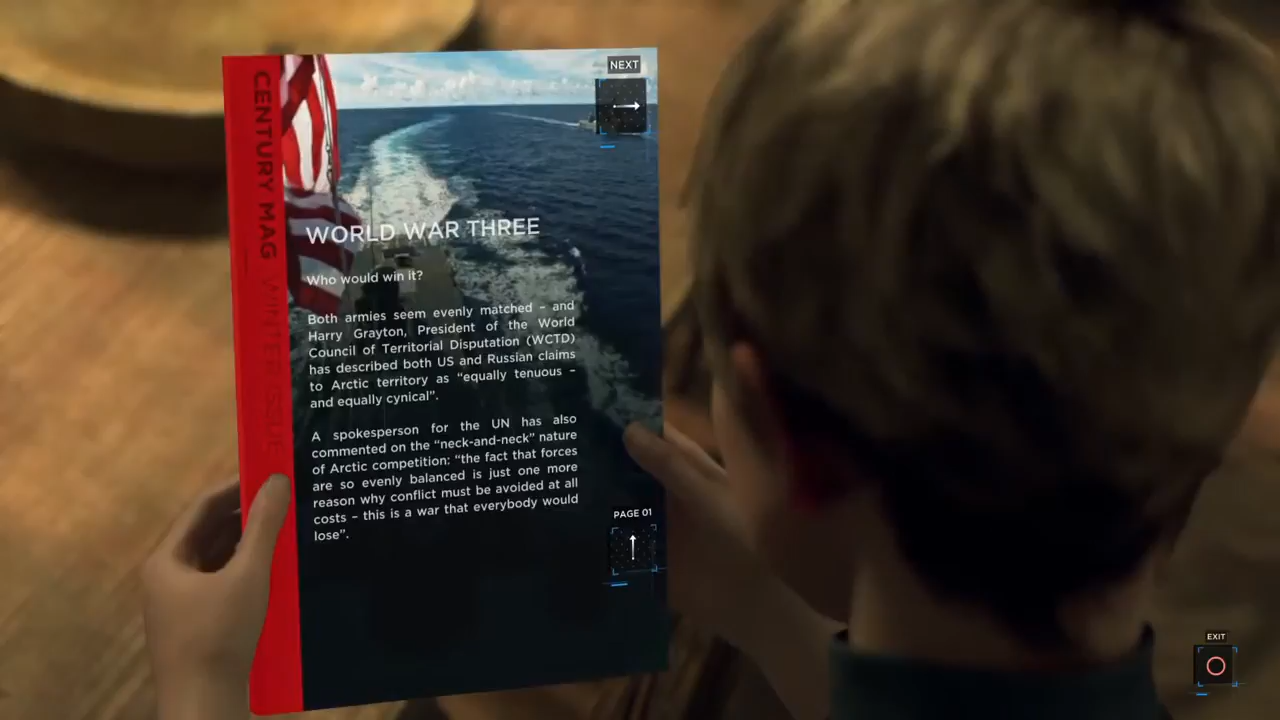 CENTURY MAG WINTER ISSUE
NEXT
WORLD WAR THREE
Who would win it?
Both armies seem evenly matched – and
Harry Grayton, President of the World
Council of Territorial Disputation (WCTD)
has described both US and Russian claims
to Arctic territory as “equally tenuous –
and equally cynical”.
A spokesperson for the UN has also
commented on the “neck-and-neck” nature
of Arctic competition: “the fact that forces
are so evenly balanced is just one more
reason why conflict must be avoided at all
costs – this is a war that everybody would
lose”.
PAGE 01
EXIT